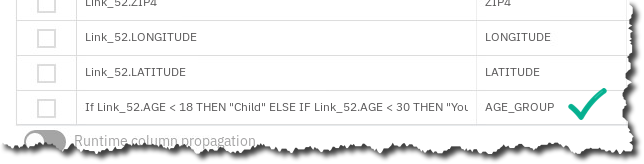 Link_52.ZIP4 ZIP4
Link_52.LONGITUDE LONGITUDE
Link_52.LATITUDE LATITUDE
If Link_52.AGE < 18 THEN "Child" ELSE IF Link_52.AGE < 30 THEN "You AGE_GROUP
Runtime column propagation